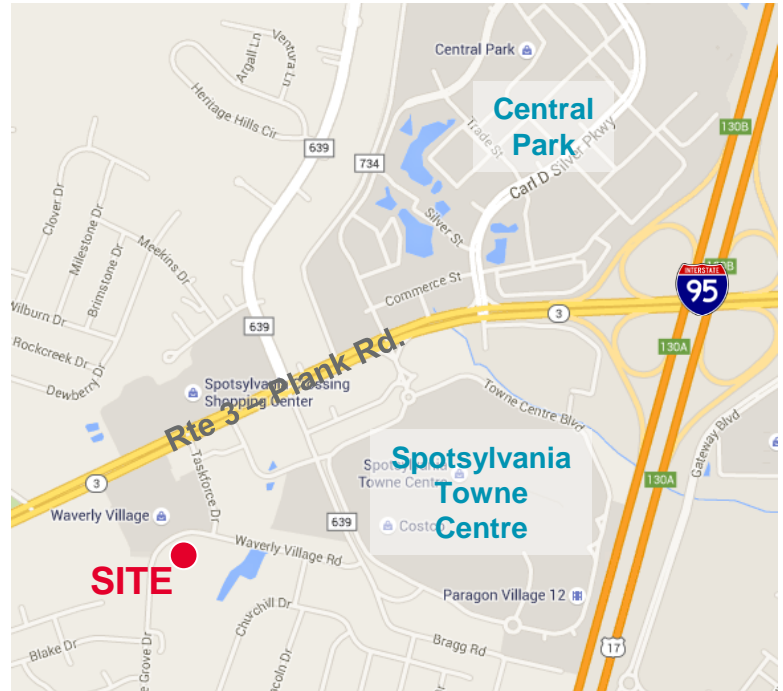 Central Park
Argall Ln
Ventura Ln
Heritage Hills Cir
Central
Park
Trade St
130B
639
734
Carl D Silver Pkwy
Clover Dr
Milestone Dr
Meekins Dr
Brimstone Dr
Silver St
INTERSTATE
95
Commerce St
3
Wilburn Dr
639
Rockcreek Dr
130A
Rte 3 – Plank Rd.
Dewberry Dr
Spotsylvania Crossing
Shopping Center
Towne Centre Blvd
Gateway Blvd
Spotsylvania
Towne
Centre
Spotsylvania
Towne Centre
Taskforce Dr
130A
3
Waverly Village
639
Costco
Waverly Village Rd
SITE
Paragon Village 12
Churchill Dr
Bragg Rd
17
Blake Dr
e Grove Dr
ncoln Dr